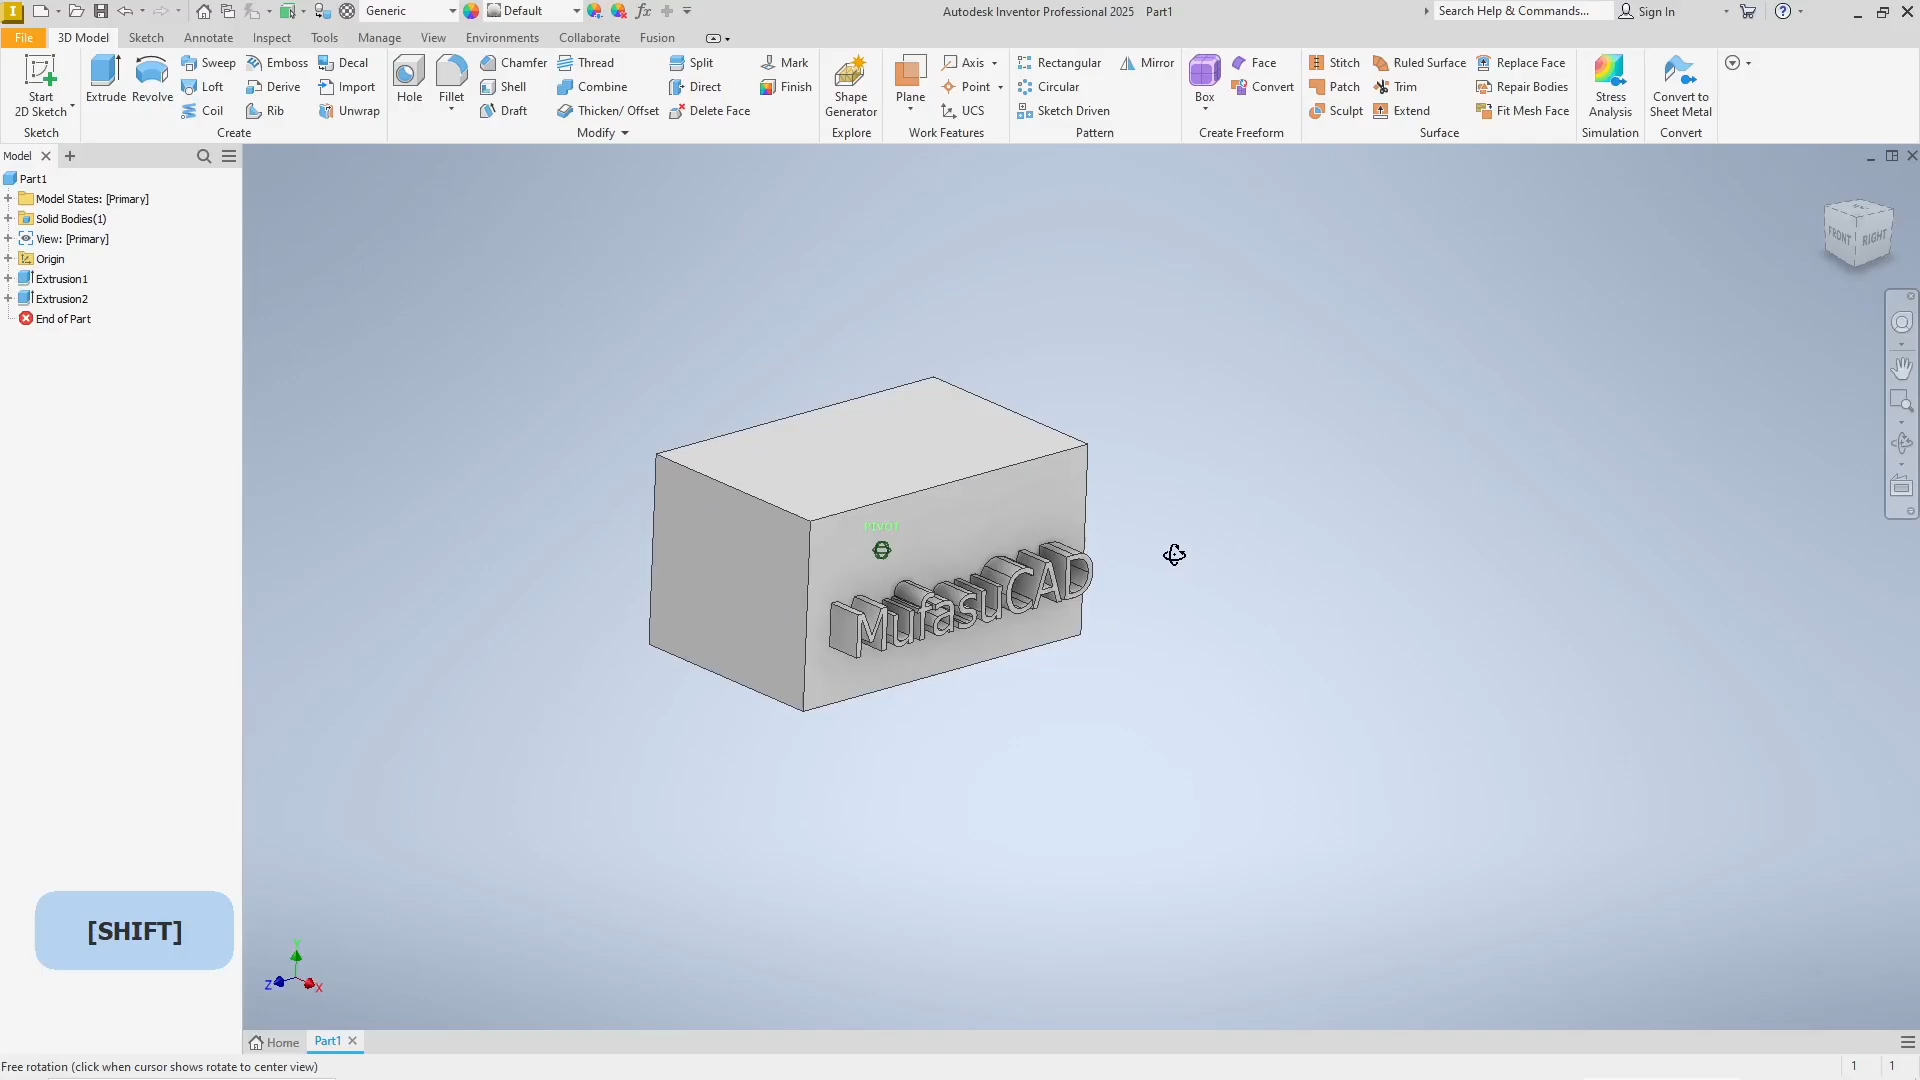 Generic
Default
fx
Autodesk Inventor Professional 2025 Part1
Search Help & Commands...
Sign In
File
3D Model
Sketch
Annotate
Inspect
Tools
Manage
View
Environments
Collaborate
Fusion
Start
2D Sketch
Sketch
Extrude
Revolve
Sweep
Loft
Coil
Emboss
Derive
Rib
Decal
Import
Unwrap
Create
Hole
Fillet
Chamfer
Shell
Draft
Thread
Combine
Thicken/ Offset
Split
Direct
Delete Face
Modify
Mark
Finish
Shape
Generator
Explore
Plane
Axis
Point
UCS
Work Features
Rectangular
Circular
Sketch Driven
Mirror
Pattern
Box
Face
Convert
Create Freeform
Stitch
Patch
Sculpt
Ruled Surface
Trim
Extend
Replace Face
Repair Bodies
Fit Mesh Face
Surface
Stress
Analysis
Simulation
Convert to
Sheet Metal
Convert
Model
Part1
Model States: [Primary]
Solid Bodies(1)
View: [Primary]
Origin
Extrusion1
Extrusion2
End of Part
FRONT
RIGHT
PIVOT
MufasuCAD
[SHIFT]
Y
Z
X
Home
Part1
Free rotation (click when cursor shows rotate to center view)
1
1